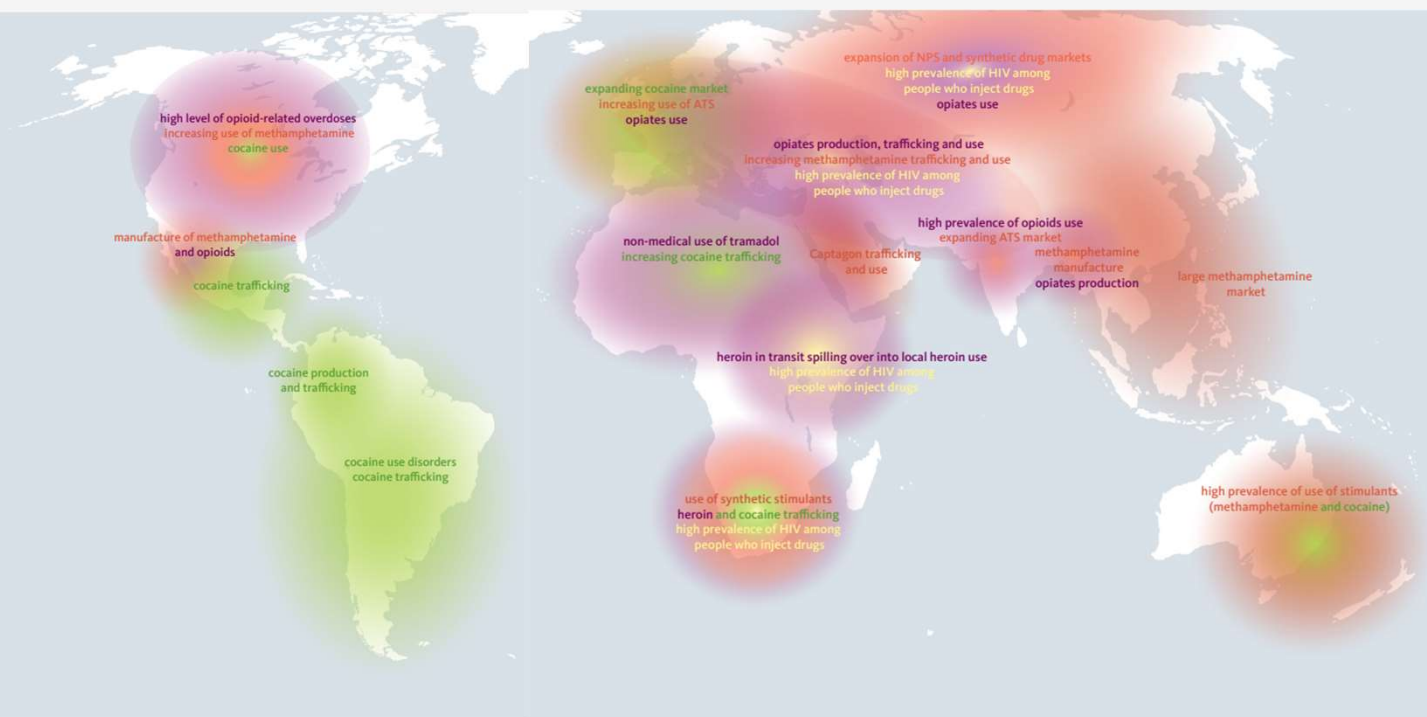 high level of opioid-related overdoses
increasing use of methamphetamine
cocaine use
manufacture of methamphetamine
and opioids
cocaine trafficking
cocaine production
and trafficking
cocaine use disorders
cocaine trafficking
expanding cocaine market
increasing use of ATS
opiates use
expansion of NPS and synthetic drug markets
high prevalence of HIV among
people who inject drugs
opiates use
opiates production, trafficking and use
increasing methamphetamine trafficking and use
high prevalence of HIV among
people who inject drugs
non-medical use of tramadol
increasing cocaine trafficking
Captagon trafficking
and use
high prevalence of opioids use
expanding ATS market
methamphetamine
manufacture
opiates production
large methamphetamine
market
heroin in transit spilling over into local heroin use
high prevalence of HIV among
people who inject drugs
use of synthetic stimulants
heroin and cocaine trafficking
high prevalence of HIV among
people who inject drugs
high prevalence of use of stimulants
(methamphetamine and cocaine)